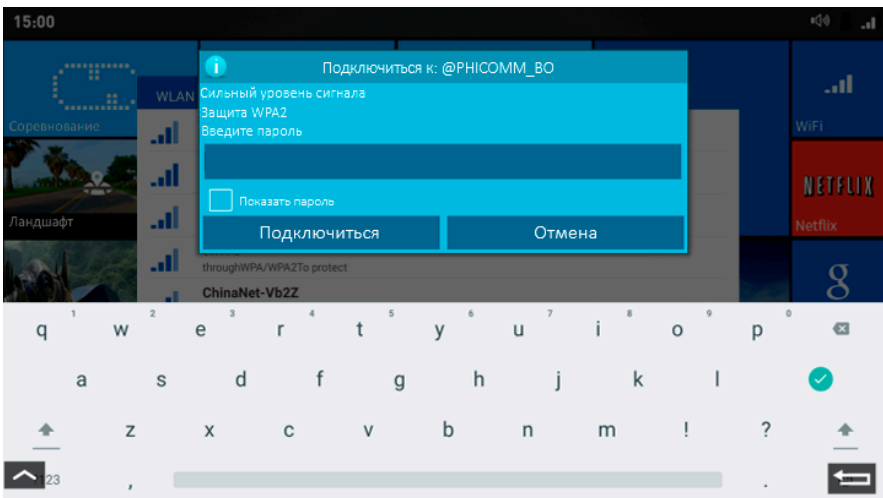 15:00
Подключиться к: @PHICOMM_BO
Сильный уровень сигнала
Защита WPA2
Введите пароль
Показать пароль
Подключиться
Отмена
WLAN
Соревнование
WiFi
Ландшафт
NETFLIX
Netflix
g
throughWPA/WPA2To protect
ChinaNet-Vb2Z
1 2 3 4 5 6 7 8 9 0
q w e r t y u i o p
a s d f g h j k l
z x c v b n m ! ?
123 , .